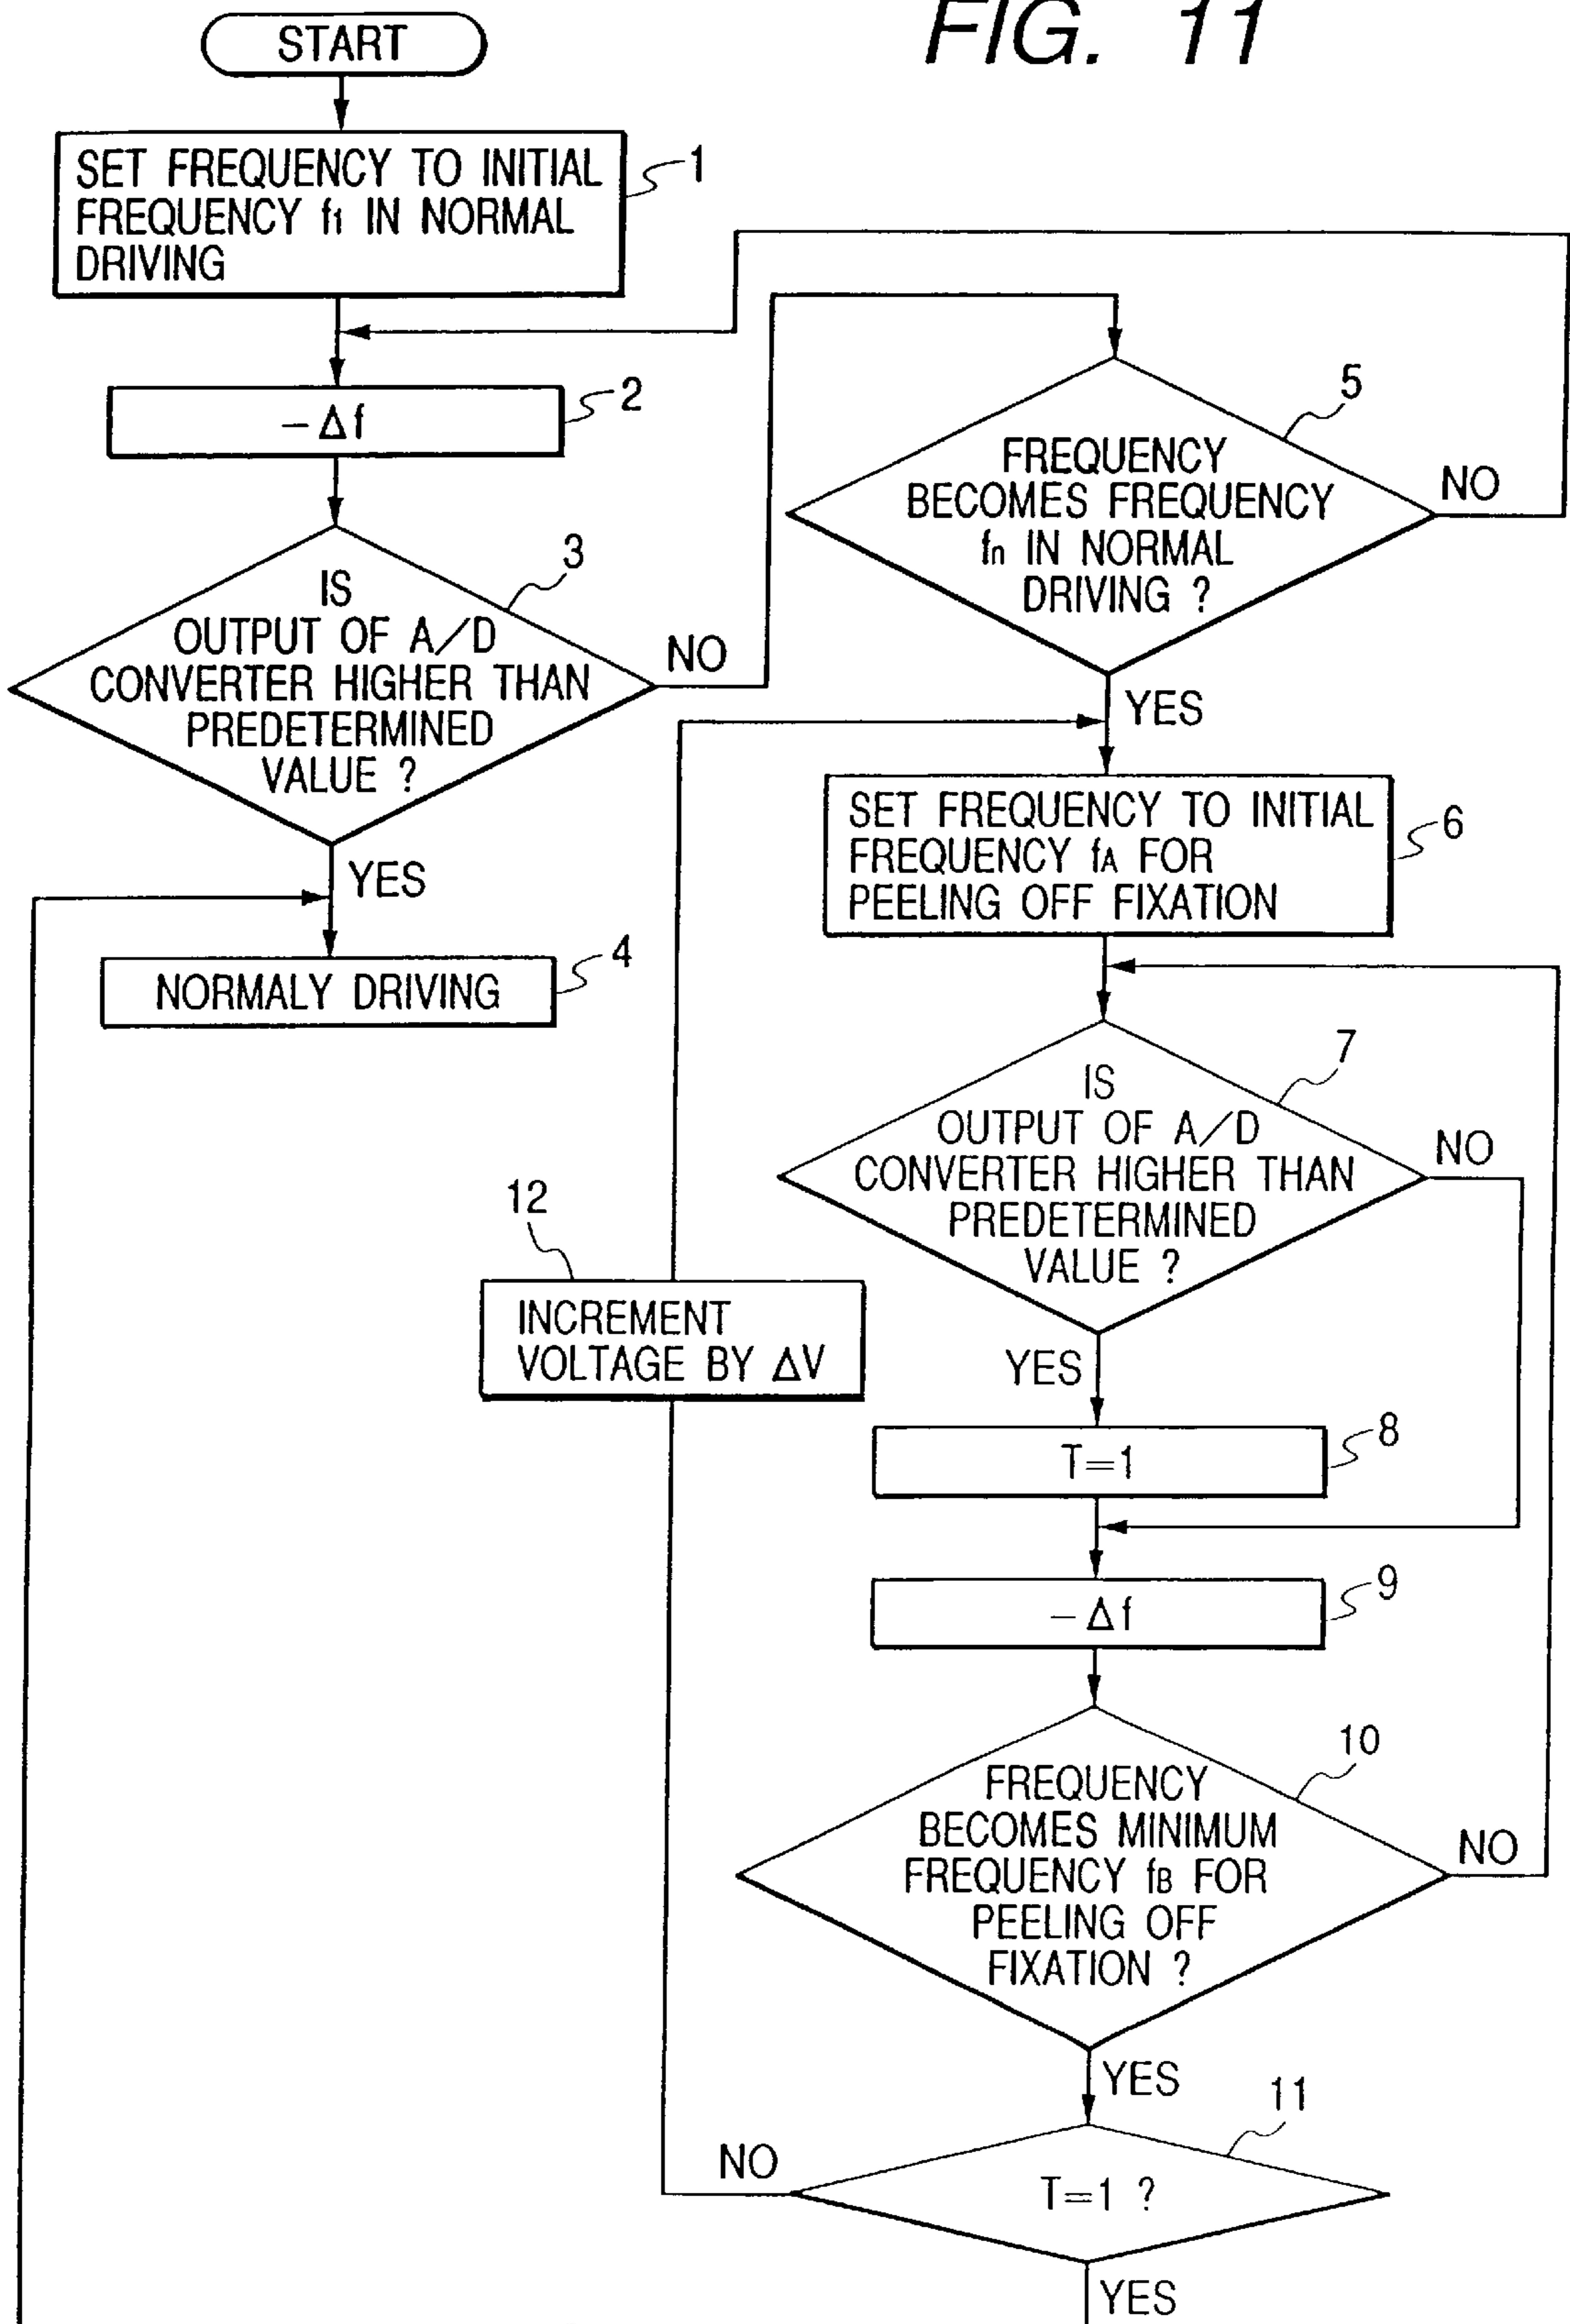 FIG. 11
START
SET FREQUENCY TO INITIAL
FREQUENCY f1 IN NORMAL
DRIVING
1
- Δf
2
IS
OUTPUT OF A/D
CONVERTER HIGHER THAN
PREDETERMINED
VALUE ?
3
NO
YES
NORMALY DRIVING
4
FREQUENCY
BECOMES FREQUENCY
fn IN NORMAL
DRIVING ?
5
NO
YES
SET FREQUENCY TO INITIAL
FREQUENCY fA FOR
PEELING OFF FIXATION
6
IS
OUTPUT OF A/D
CONVERTER HIGHER THAN
PREDETERMINED
VALUE ?
7
NO
YES
12
INCREMENT
VOLTAGE BY ΔV
T=1
8
- Δf
9
FREQUENCY
BECOMES MINIMUM
FREQUENCY fB FOR
PEELING OFF
FIXATION ?
10
NO
YES
T=1 ?
11
NO
YES